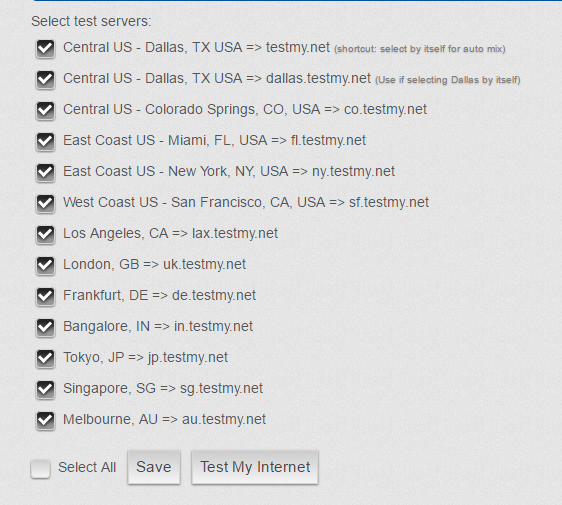 Select test servers:
Central US - Dallas, TX USA => testmy.net (shortcut: select by itself for auto mix)
Central US - Dallas, TX USA => dallas.testmy.net (Use if selecting Dallas by itself)
Central US - Colorado Springs, CO, USA => co.testmy.net
East Coast US - Miami, FL, USA => fl.testmy.net
East Coast US - New York, NY, USA => ny.testmy.net
West Coast US - San Francisco, CA, USA => sf.testmy.net
Los Angeles, CA => lax.testmy.net
London, GB => uk.testmy.net
Frankfurt, DE => de.testmy.net
Bangalore, IN => in.testmy.net
Tokyo, JP => jp.testmy.net
Singapore, SG => sg.testmy.net
Melbourne, AU => au.testmy.net
Select All Save Test My Internet